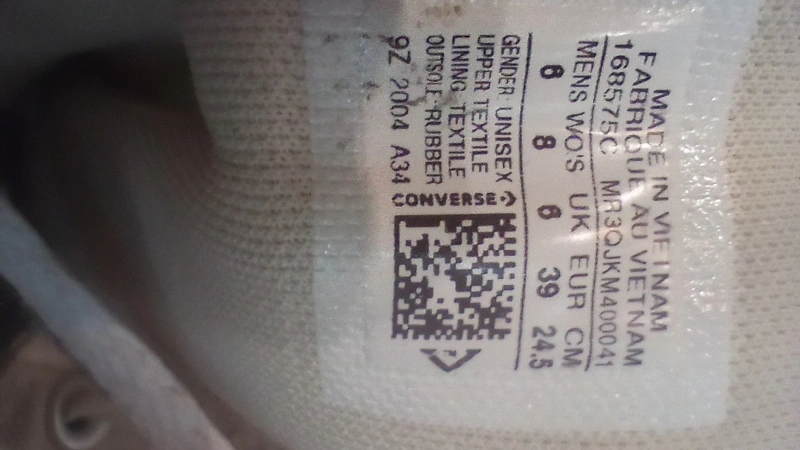 MADE IN VIETNAM
FABRIQUE AU VIETNAM
168575C MR3QJKM400041
MENS WO'S UK EUR CM
6 8 6 39 24.5
GENDER: UNISEX
UPPER TEXTILE
LINING TEXTILE
OUTSOLE RUBBER
9Z 2004 A34
CONVERSE